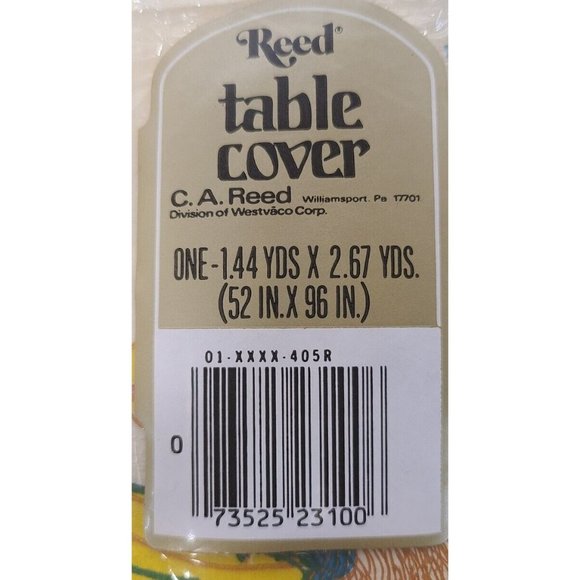 Reed®
table
cover
C. A. Reed Williamsport. Pa 17701
Division of Westvāco Corp.
ONE-1.44 YDS X 2.67 YDS.
(52 IN. X 96 IN.)
01-XXXX-405R
0 73525 23100